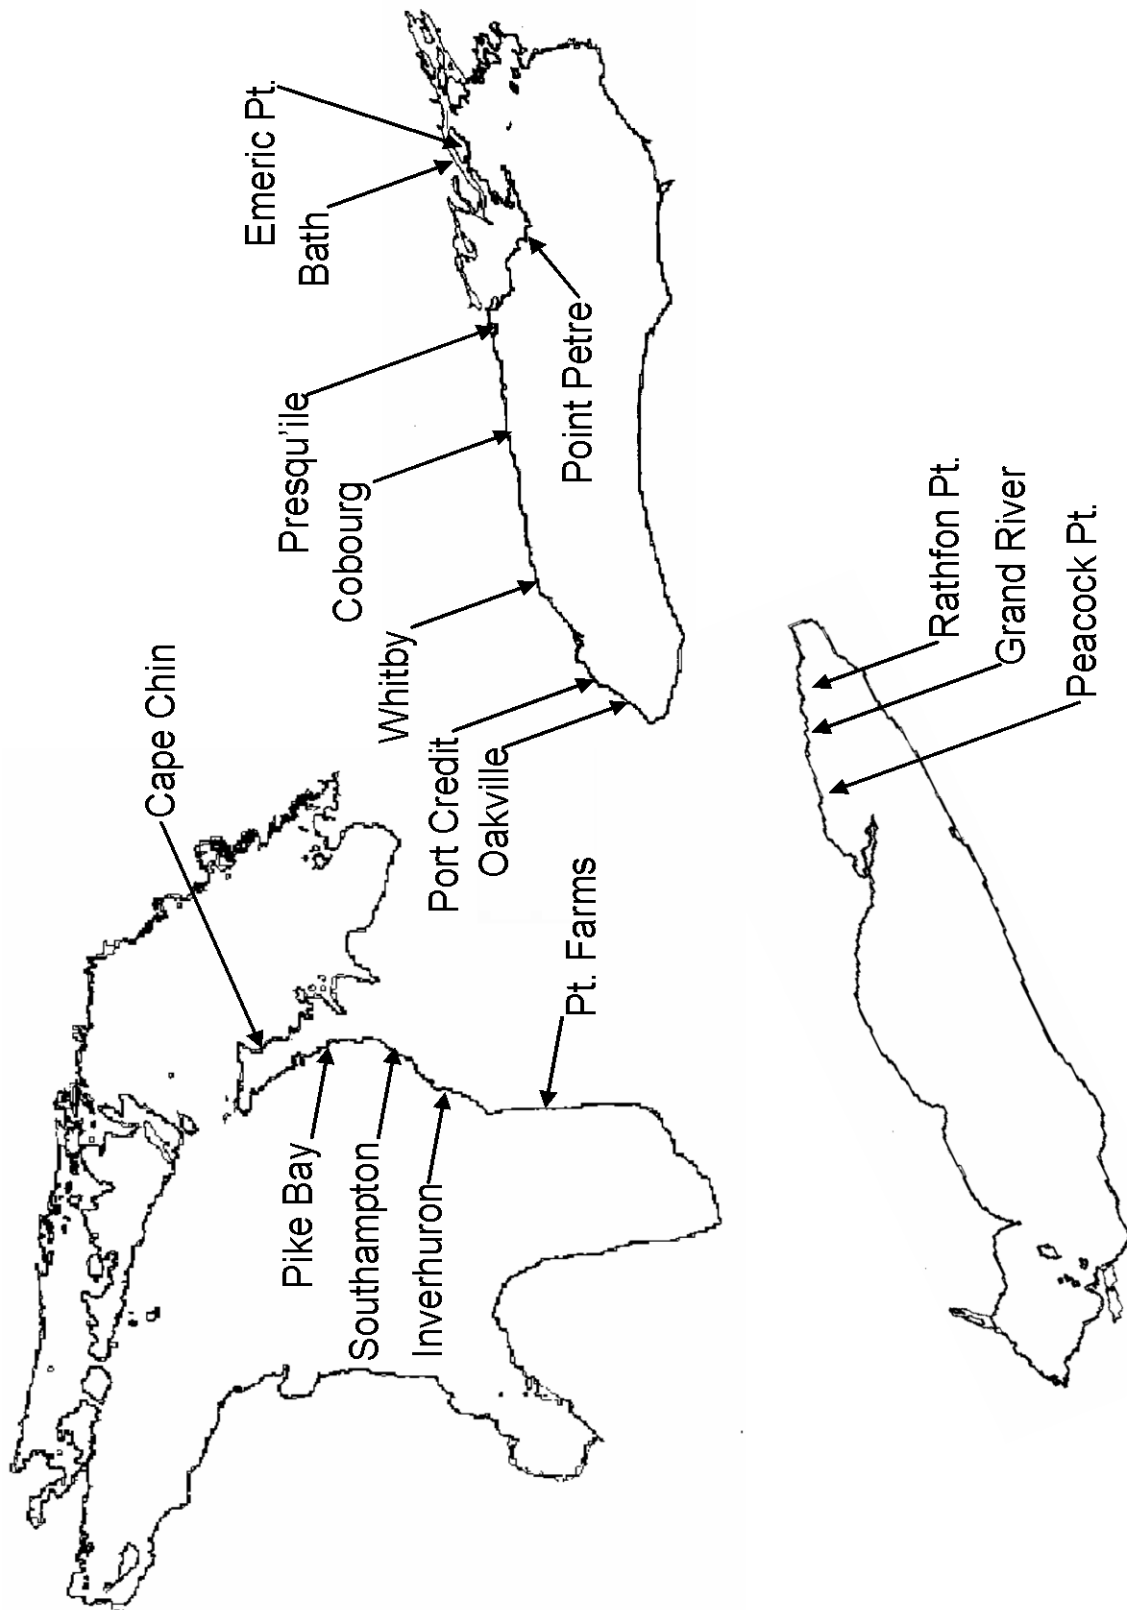 Emeric Pt.
Bath
Presqu'ile
Cobourg
Whitby
Port Credit
Oakville
Point Petre
Cape Chin
Pike Bay
Southampton
Inverhuron
Pt. Farms
Rathfon Pt.
Grand River
Peacock Pt.